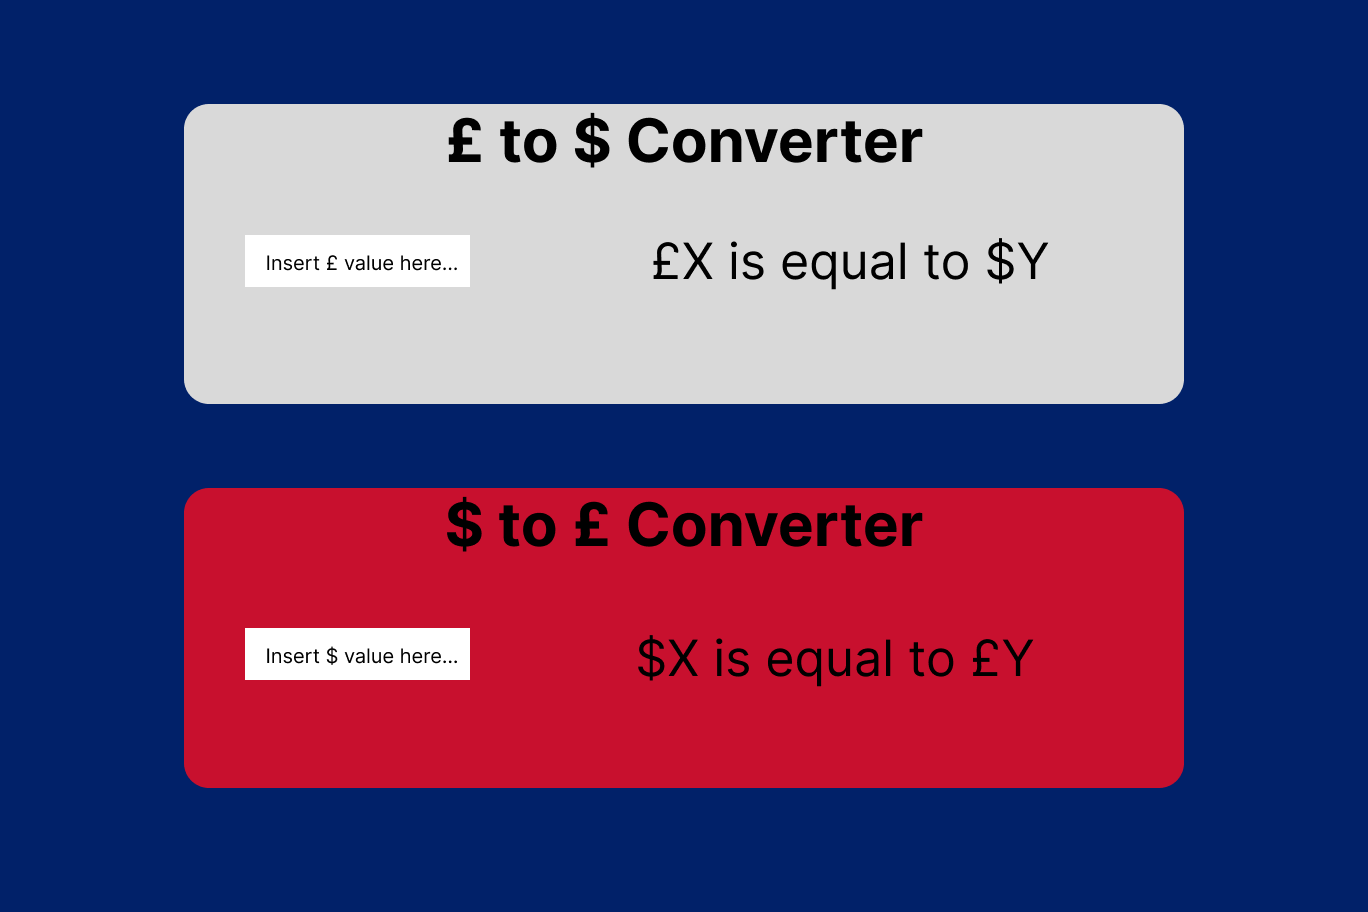 £ to $ Converter
Insert £ value here...
£X is equal to $Y
$ to £ Converter
Insert $ value here...
$X is equal to £Y